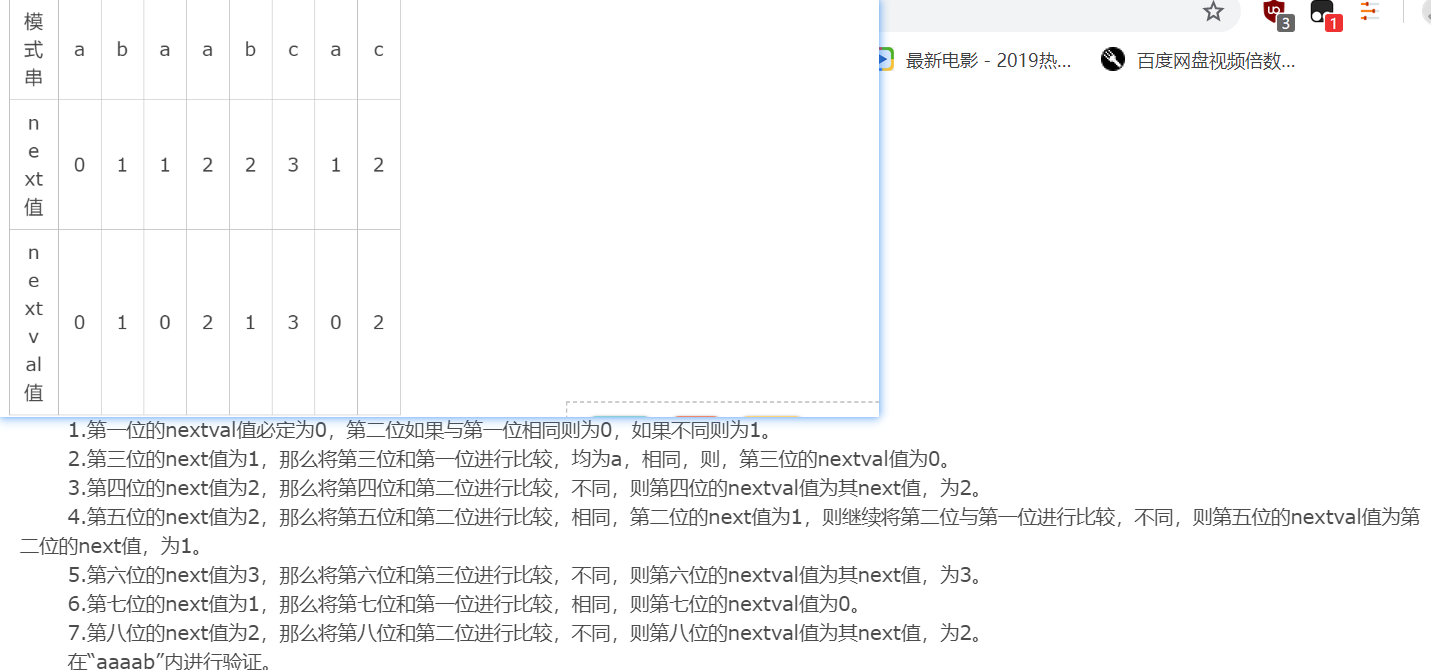 模式串 a b a a b c a c
next值 0 1 1 2 2 3 1 2
nextval值 0 1 0 2 1 3 0 2
3 1
最新电影 - 2019热... 百度网盘视频倍数...
1.第一位的nextval值必定为0，第二位如果与第一位相同则为0，如果不同则为1。
2.第三位的next值为1，那么将第三位和第一位进行比较，均为a，相同，则，第三位的nextval值为0。
3.第四位的next值为2，那么将第四位和第二位进行比较，不同，则第四位的nextval值为其next值，为2。
4.第五位的next值为2，那么将第五位和第二位进行比较，相同，第二位的next值为1，则继续将第二位与第一位进行比较，不同，则第五位的nextval值为第
二位的next值，为1。
5.第六位的next值为3，那么将第六位和第三位进行比较，不同，则第六位的nextval值为其next值，为3。
6.第七位的next值为1，那么将第七位和第一位进行比较，相同，则第七位的nextval值为0。
7.第八位的next值为2，那么将第八位和第二位进行比较，不同，则第八位的nextval值为其next值，为2。
在“aaaab”内进行验证。